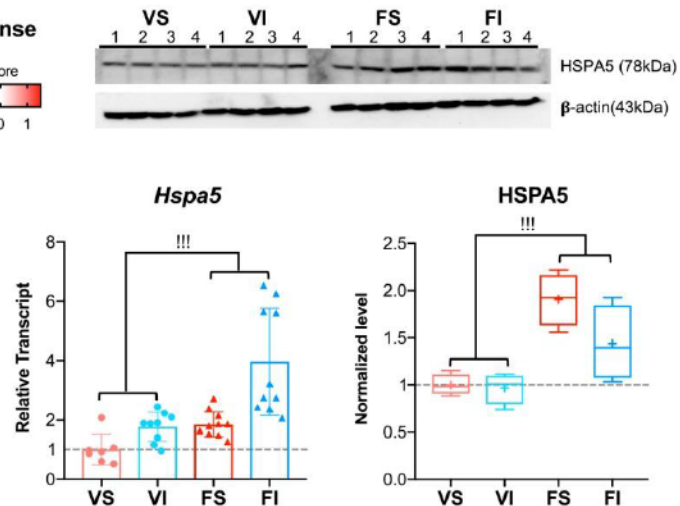 nse
ore
0 1
VS VI FS FI
1 2 3 4 1 2 3 4 1 2 3 4 1 2 3 4
HSPA5 (78kDa)
β-actin(43kDa)
Hspa5
!!!
Relative Transcript
8
6
4
2
1
0
VS VI FS FI
HSPA5
!!!
Normalized level
2.5
2.0
1.5
1
0.5
0.0
VS VI FS FI